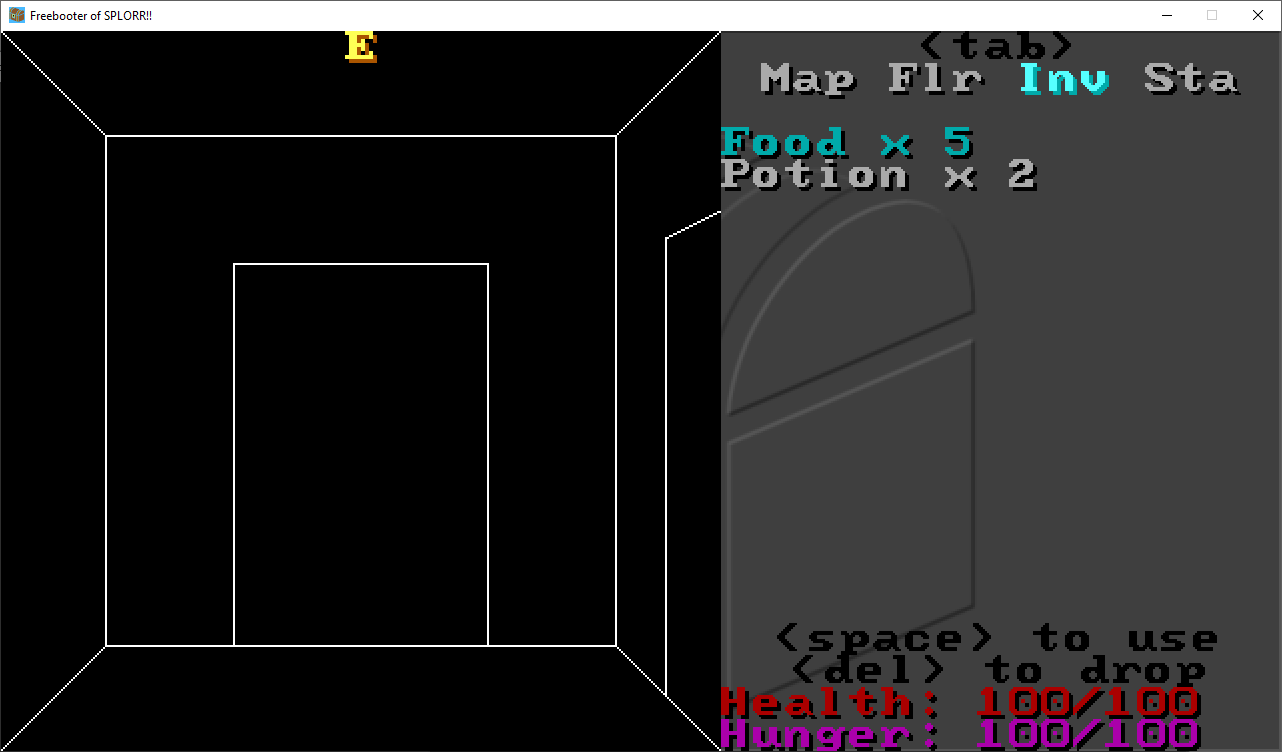 Freebooter of SPLORR!!
E
<tab>
Map Flr Inv Sta
Food x 5
Potion x 2
<space> to use
<del> to drop
Health: 100/100
Hunger: 100/100